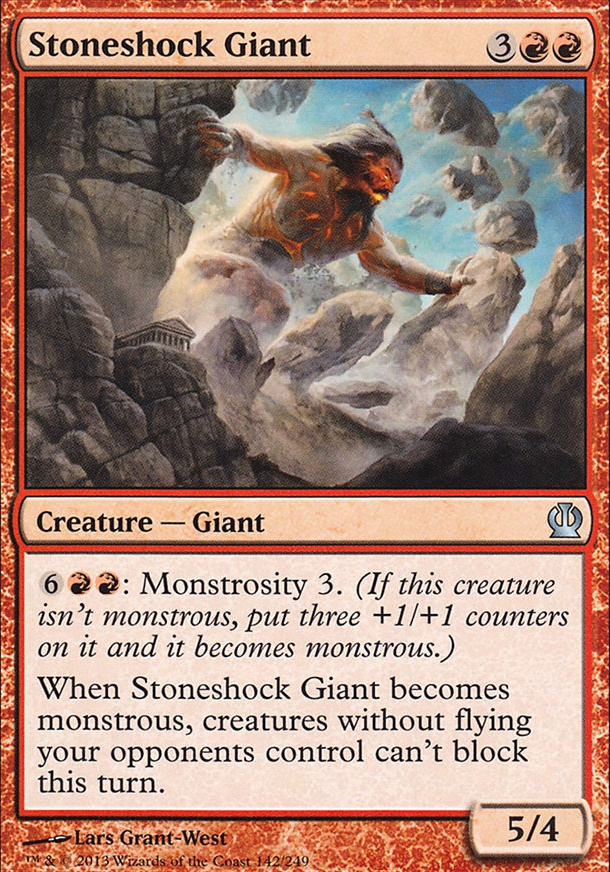 Stoneshock Giant 3
Creature — Giant
6: Monstrosity 3. (If this creature
isn't monstrous, put three +1/+1 counters
on it and it becomes monstrous.)
When Stoneshock Giant becomes
monstrous, creatures without flying
your opponents control can't block
this turn.
5/4
Lars Grant-West
™ & © 2013 Wizards of the Coast 142/249